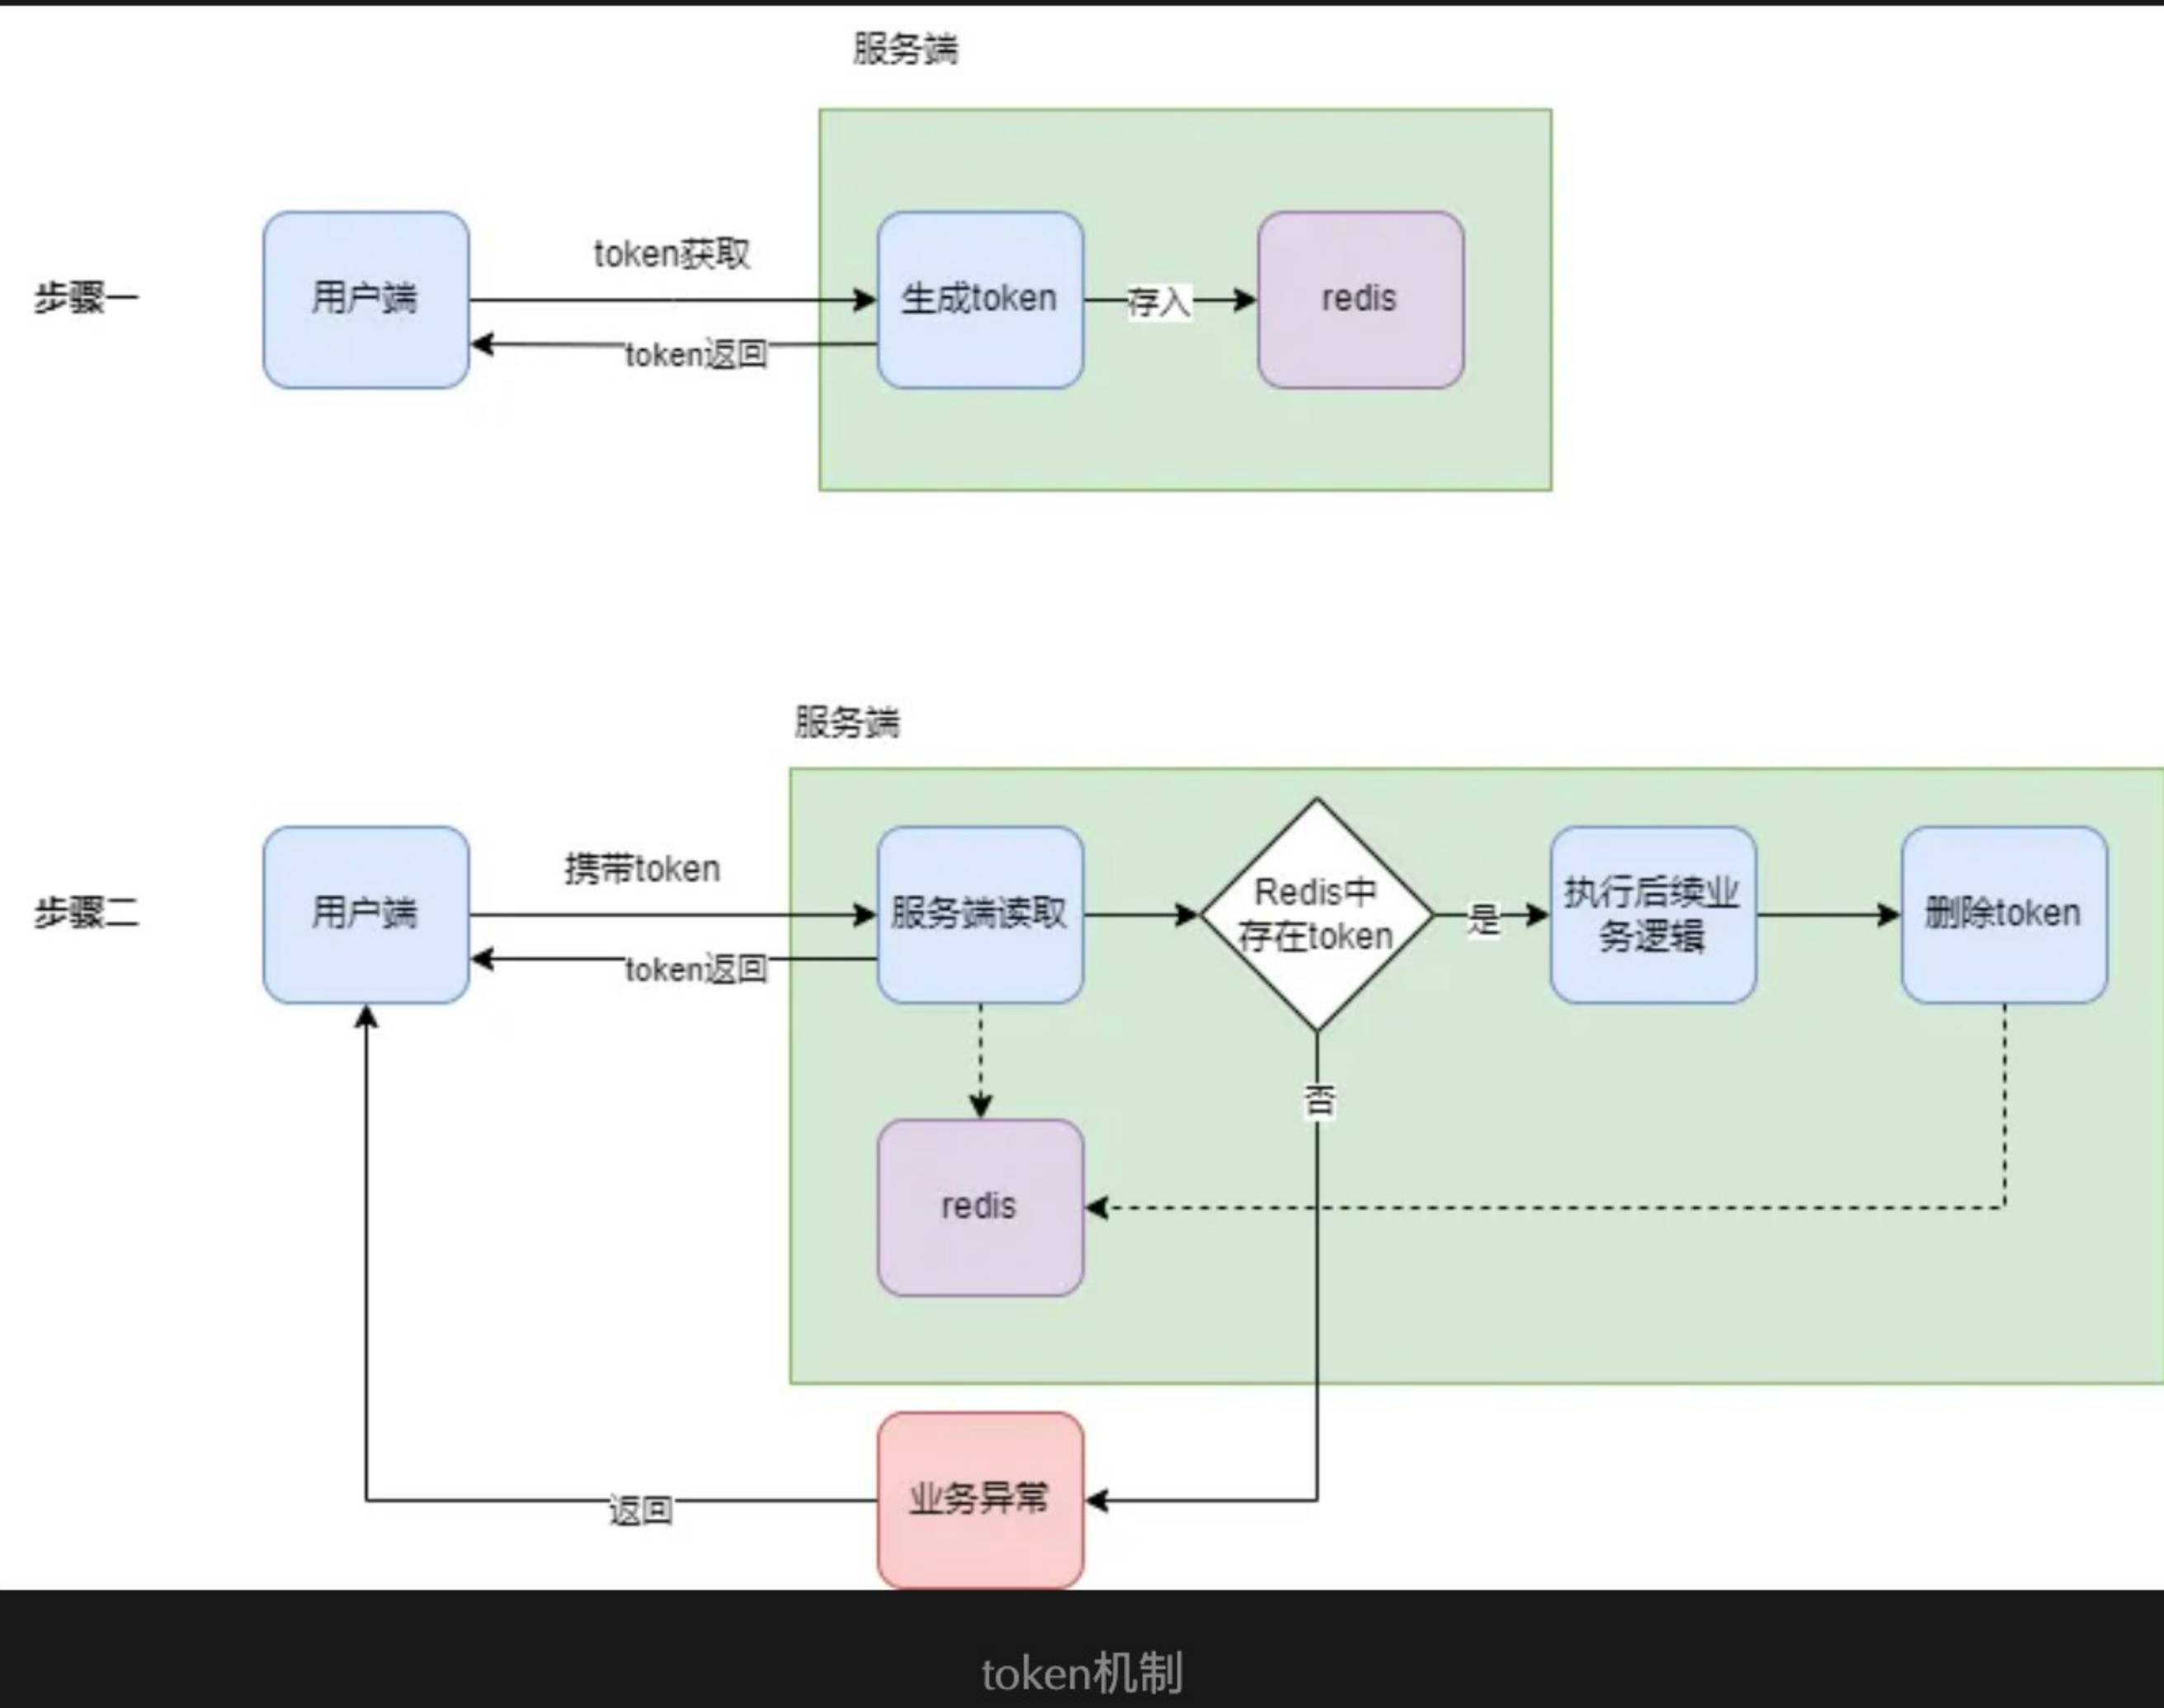 服务端
步骤一
用户端
token获取
token返回
生成token
存入
redis
服务端
步骤二
用户端
携带token
token返回
服务端读取
Redis中
存在token
是
执行后续业
务逻辑
删除token
否
redis
业务异常
返回
token机制